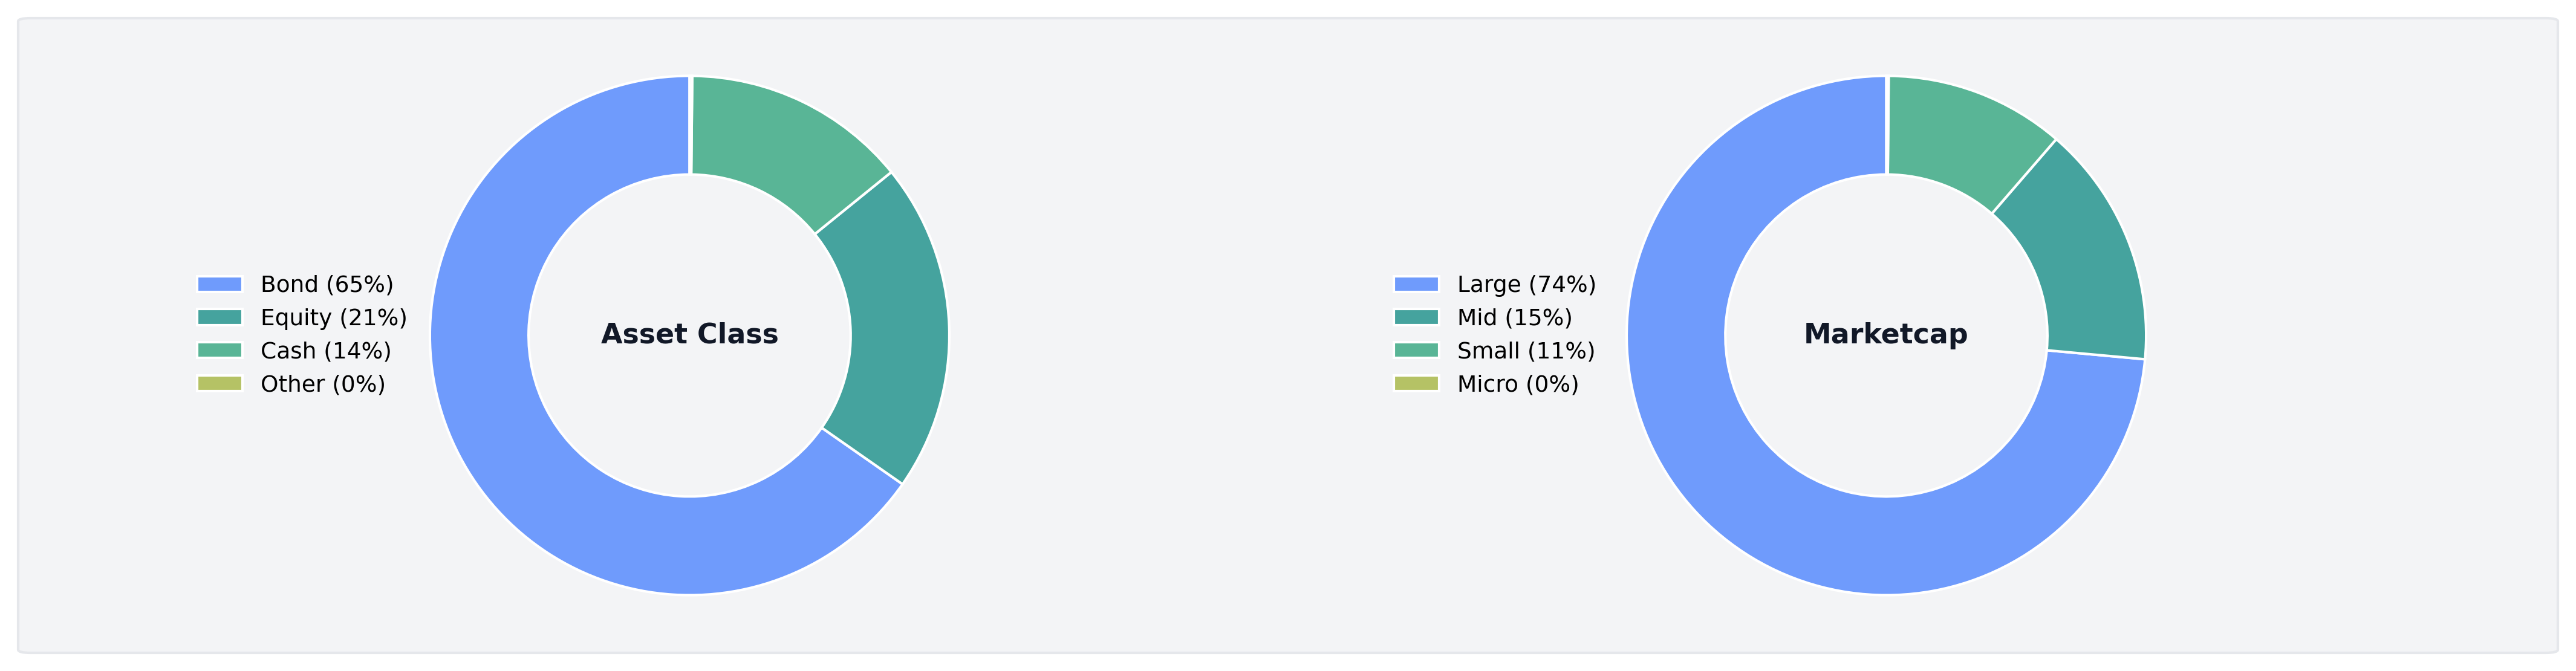 Bond (65%)
Equity (21%)
Cash (14%)
Other (0%)
Asset Class
Large (74%)
Mid (15%)
Small (11%)
Micro (0%)
Marketcap